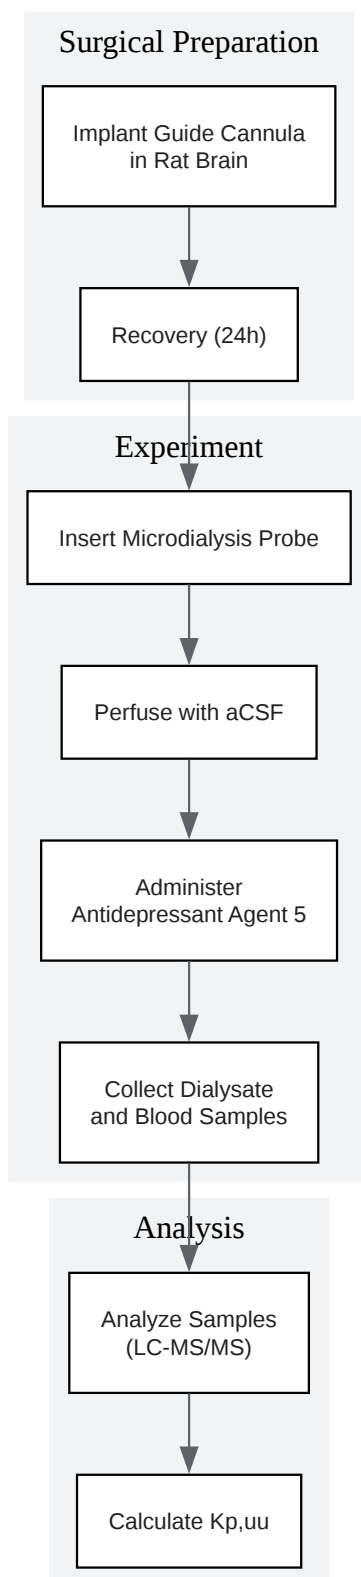 Surgical Preparation
Implant Guide Cannula
in Rat Brain
Recovery (24h)
Experiment
Insert Microdialysis Probe
Perfuse with aCSF
Administer
Antidepressant Agent 5
Collect Dialysate
and Blood Samples
Analysis
Analyze Samples
(LC-MS/MS)
Calculate Kp,uu